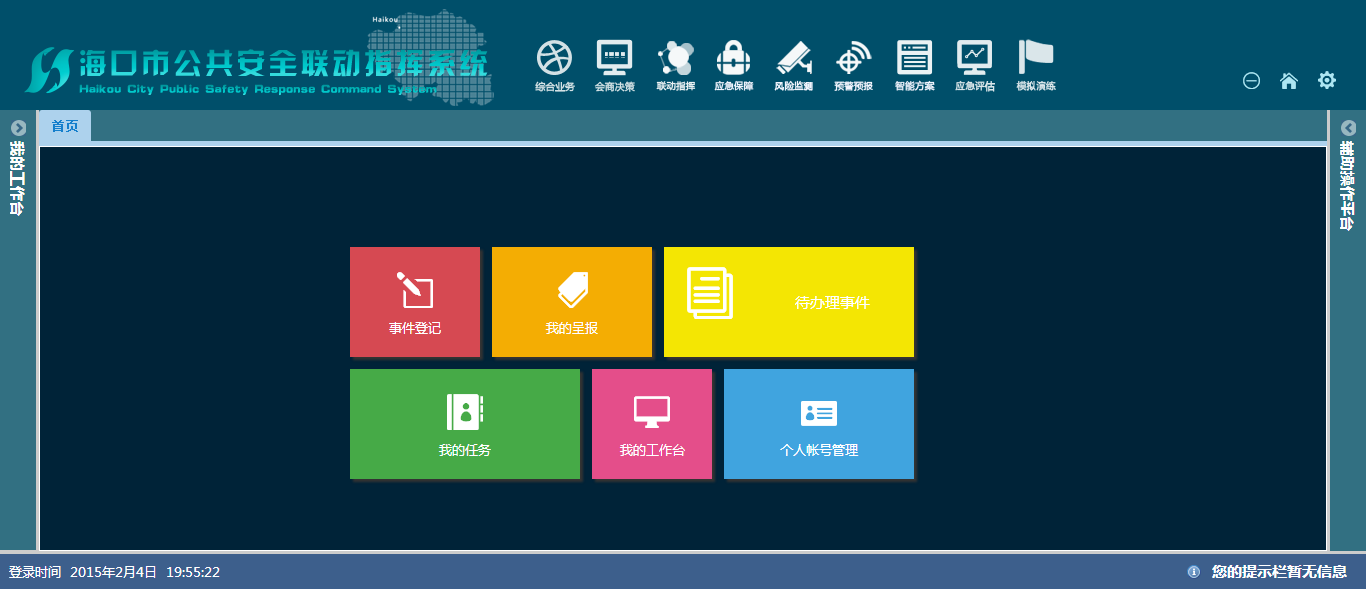 Haikou
海口市公共安全联动指挥系统
Haikou City Public Safety Response Command System
综合业务 会商决策 联动指挥 应急保障 风险监测 预警预报 智能方案 应急评估 模拟演练
首页
我的工作台
辅助操作平台
事件登记 我的呈报 待办理事件
我的任务 我的工作台 个人帐号管理
登录时间 2015年2月4日 19:55:22 您的提示栏暂无信息